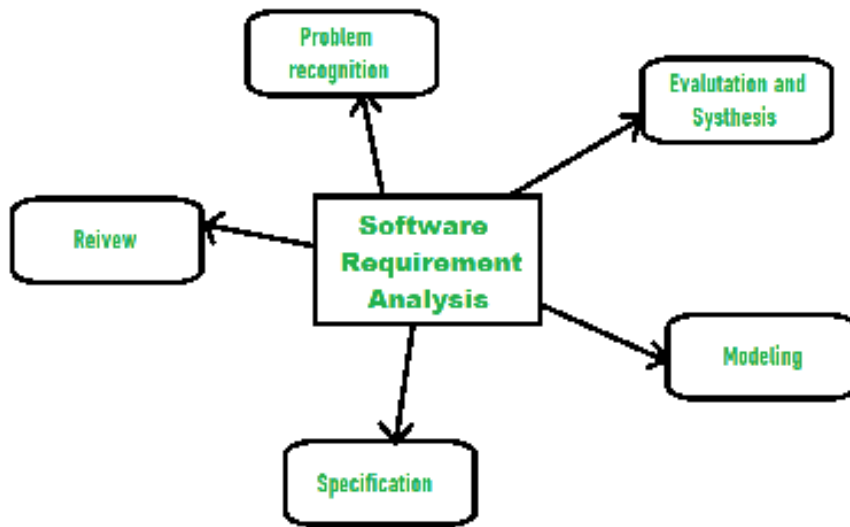 Problem
recognition
Evalutation and
Systhesis
Reivew
Software
Requirement
Analysis
Modeling
Specification